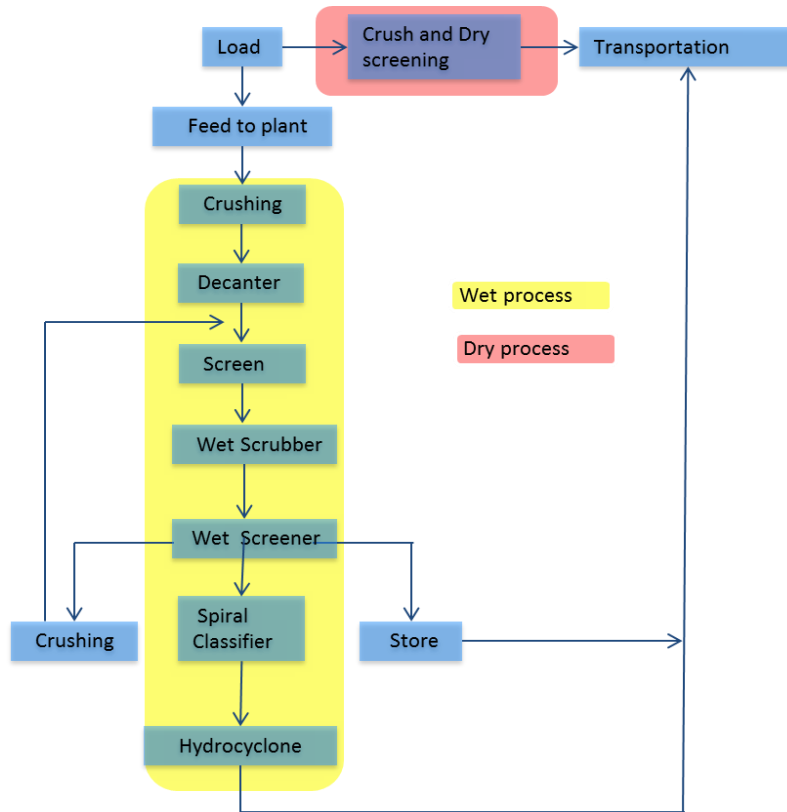 Load
Crush and Dry
screening
Transportation
Feed to plant
Crushing
Decanter
Wet process
Dry process
Screen
Wet Scrubber
Wet Screener
Spiral
Classifier
Crushing
Store
Hydrocyclone